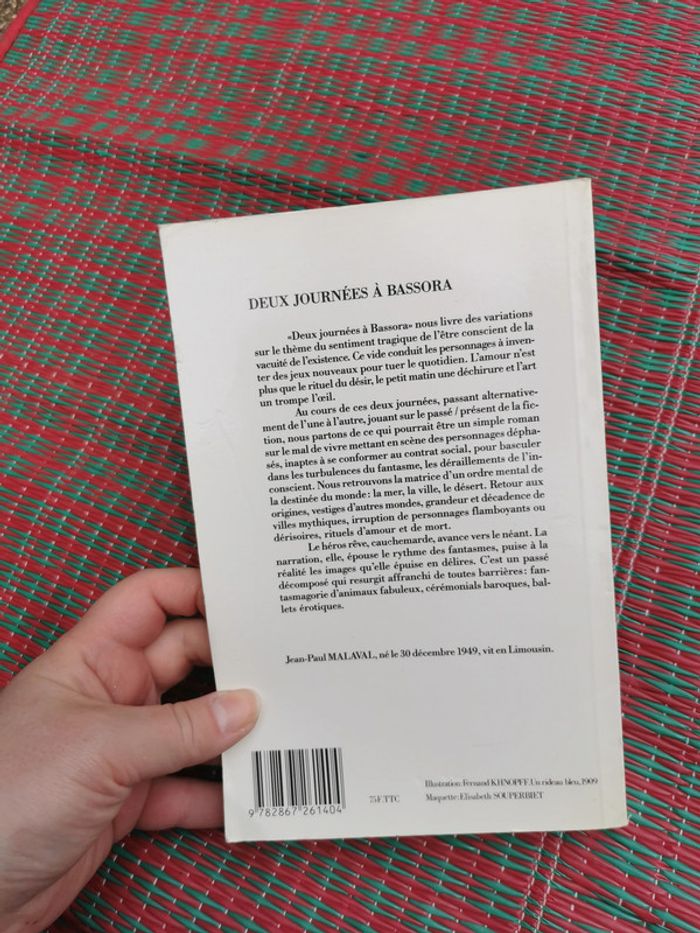 DEUX JOURNÉES À BASSORA
«Deux journées à Bassora» nous livre des variations
sur le thème du sentiment tragique de l'être conscient de la
vacuité de l'existence. Ce vide conduit les personnages à inven-
ter des jeux nouveaux pour tuer le quotidien. L'amour n'est
plus que le rituel du désir, le petit matin une déchirure et l'art
un trompe l'œil.
Au cours de ces deux journées, passant alternative-
ment de l'une à l'autre, jouant sur le passé / présent de la fic-
tion, nous partons de ce qui pourrait être un simple roman
sur le mal de vivre mettant en scène des personnages dépha-
sés, inaptes à se conformer au contrat social, pour basculer
dans les turbulences du fantasme, les déraillements de l'in-
conscient. Nous retrouvons la matrice d'un ordre mental de
la destinée du monde : la mer, la ville, le désert. Retour aux
origines, vestiges d'autres mondes, grandeur et décadence de
villes mythiques, irruption de personnages flamboyants ou
dérisoires, rituels d'amour et de mort.
Le héros rêve, cauchemarde, avance vers le néant. La
narration, elle, épouse le rythme des fantasmes, puise à la
réalité les images qu'elle épuise en délires. C'est un passé
décomposé qui resurgit affranchi de toutes barrières : fan-
tasmagorie d'animaux fabuleux, cérémonials baroques, bal-
lets érotiques.
Jean-Paul MALAVAL, né le 30 décembre 1949, vit en Limousin.
9 782867 261404
75 F. TTC
Illustration: Fernand KHNOPFF. Un rideau bleu, 1909
Maquette: Elisabeth SOUPERBIET